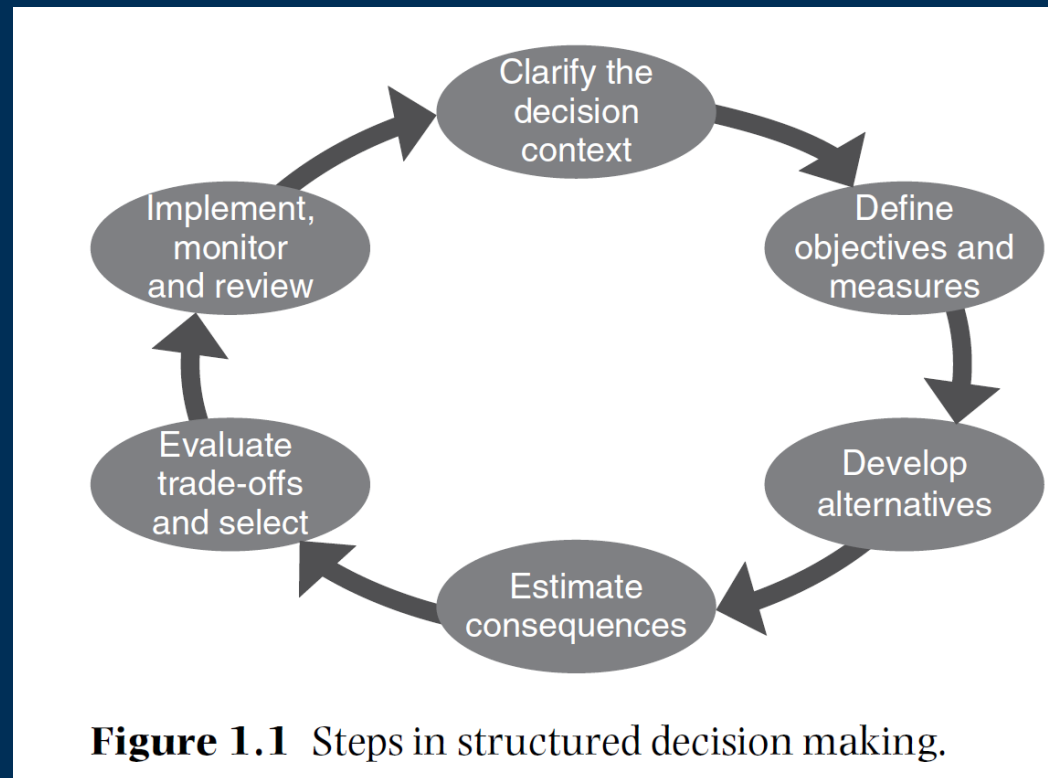 Clarify the
decision
context
Define
objectives and
measures
Develop
alternatives
Estimate
consequences
Evaluate
trade-offs
and select
Implement,
monitor
and review
Figure 1.1 Steps in structured decision making.